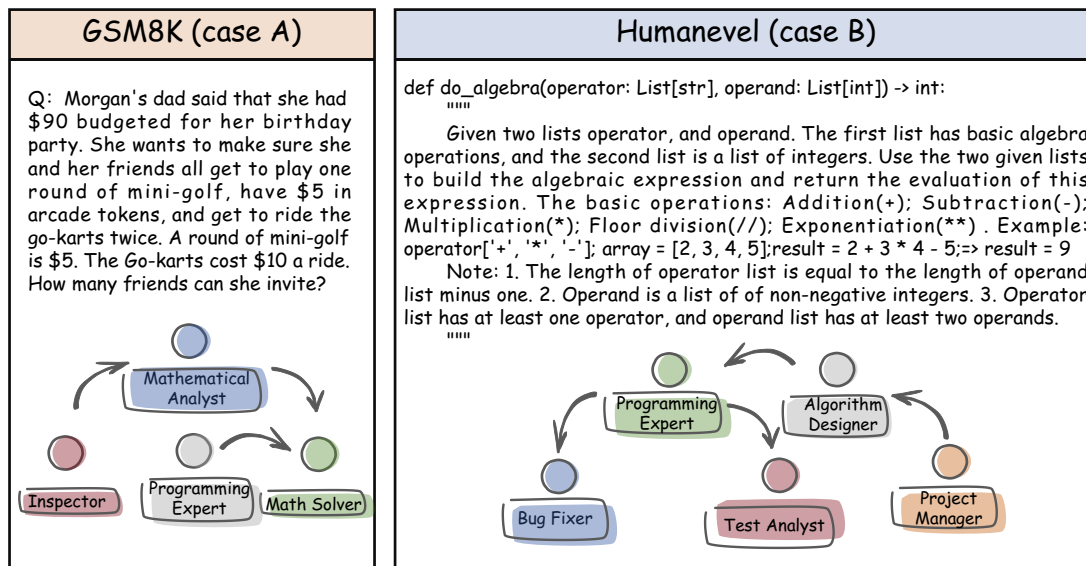 GSM8K (case A)
Q: Morgan's dad said that she had
$90 budgeted for her birthday
party. She wants to make sure she
and her friends all get to play one
round of mini-golf, have $5 in
arcade tokens, and get to ride the
go-karts twice. A round of mini-golf
is $5. The Go-karts cost $10 a ride.
How many friends can she invite?
Mathematical
Analyst
Inspector
Programming
Expert
Math Solver
Humanevel (case B)
def do_algebra(operator: List[str], operand: List[int]) -> int:
"""
Given two lists operator, and operand. The first list has basic algebra
operations, and the second list is a list of integers. Use the two given lists
to build the algebraic expression and return the evaluation of this
expression. The basic operations: Addition(+); Subtraction(-);
Multiplication(*); Floor division(//); Exponentiation(**) . Example:
operator['+', '*', '-']; array = [2, 3, 4, 5];result = 2 + 3 * 4 - 5;=> result = 9
Note: 1. The length of operator list is equal to the length of operand
list minus one. 2. Operand is a list of of non-negative integers. 3. Operator
list has at least one operator, and operand list has at least two operands.
"""
Programming
Expert
Algorithm
Designer
Bug Fixer
Test Analyst
Project
Manager